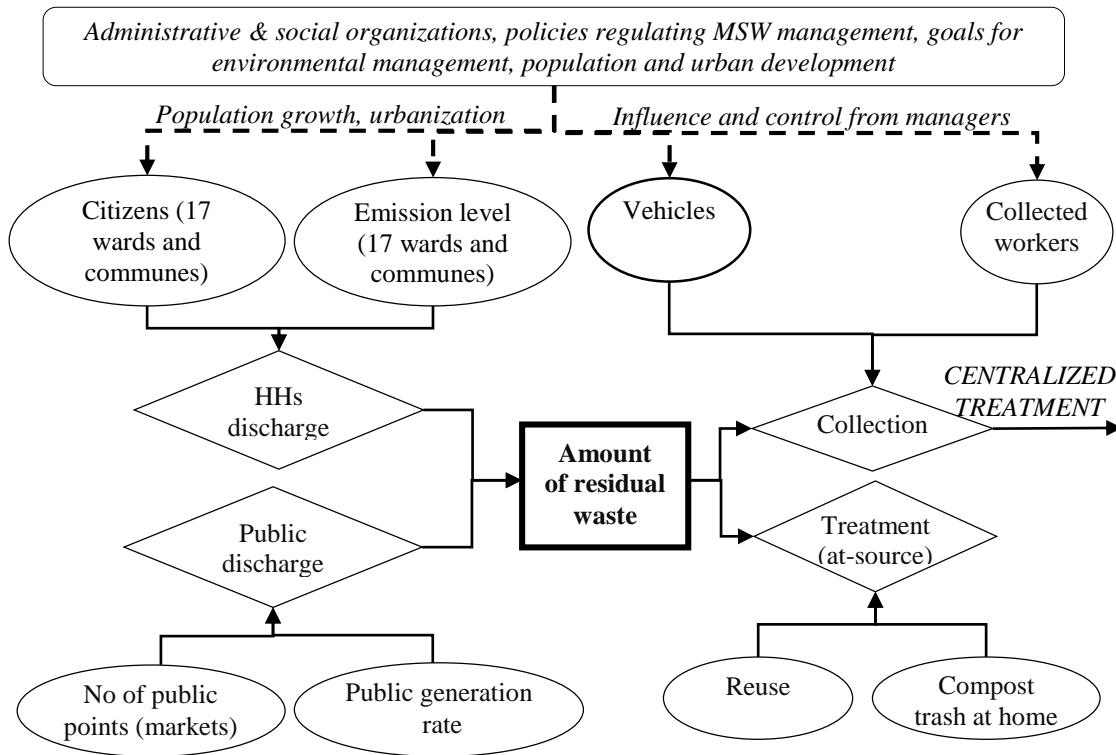 Administrative & social organizations, policies regulating MSW management, goals for
environmental management, population and urban development
Population growth, urbanization
Influence and control from managers
Citizens (17
wards and
communes)
Emission level
(17 wards and
communes)
Vehicles
Collected
workers
HHs
discharge
CENTRALIZED
TREATMENT
Collection
Amount
of residual
waste
Public
discharge
Treatment
(at-source)
No of public
points (markets)
Public generation
rate
Reuse
Compost
trash at home